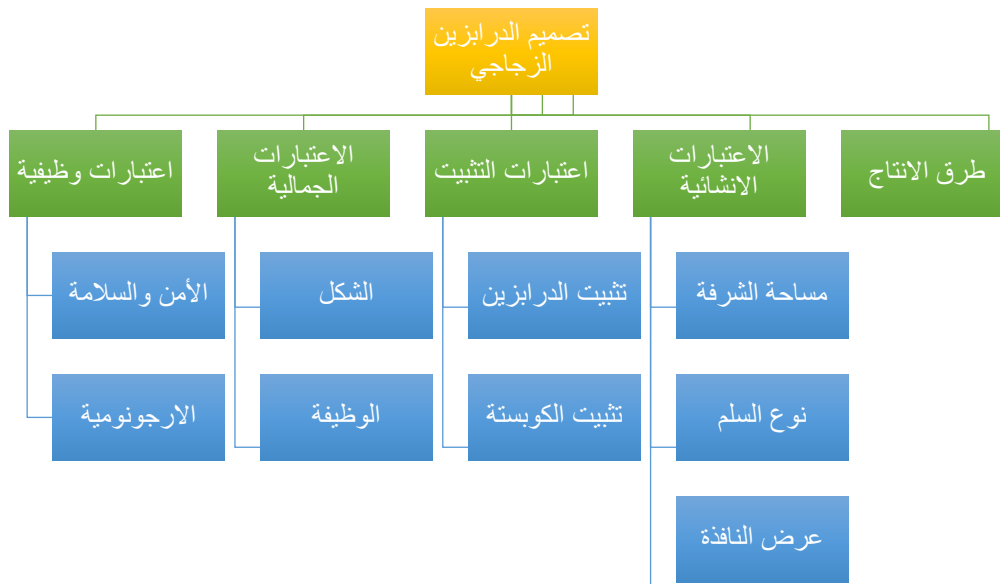 تصميم الدرابزين
الزجاجي
طرق الانتاج
الاعتبارات
الانشائية
اعتبارات التثبيت
الاعتبارات
الجمالية
اعتبارات وظيفية
مساحة الشرفة
تثبيت الدرابزين
الشكل
الأمن والسلامة
نوع السلم
تثبيت الكوبستة
الوظيفة
الارجونومية
عرض النافذة